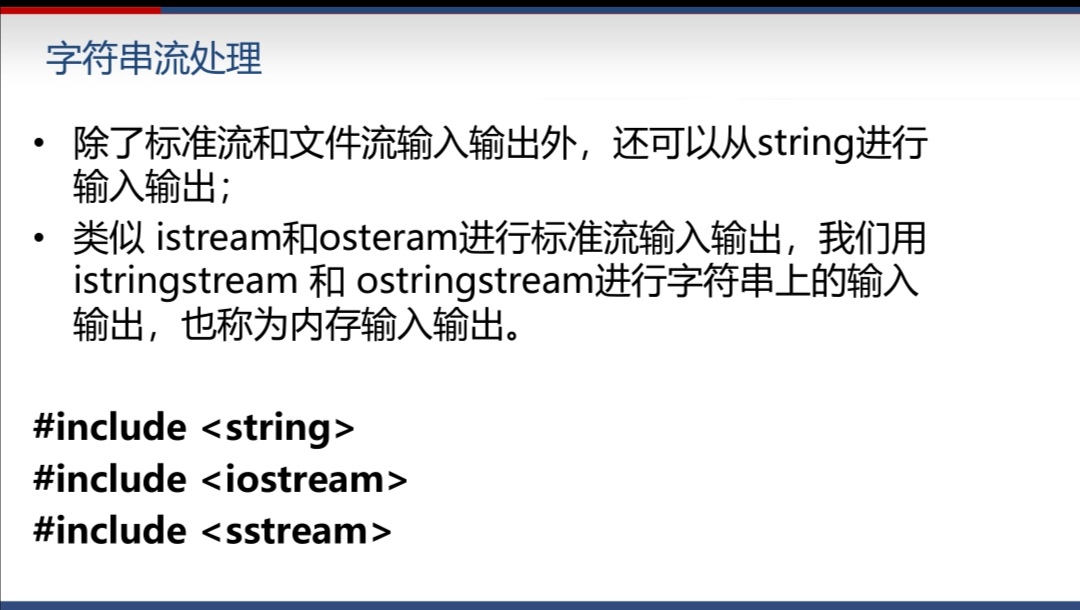 字符串流处理
• 除了标准流和文件流输入输出外，还可以从string进行
输入输出；
• 类似 istream和osteram进行标准流输入输出，我们用
istringstream 和 ostringstream进行字符串上的输入
输出，也称为内存输入输出。
#include <string>
#include <iostream>
#include <sstream>